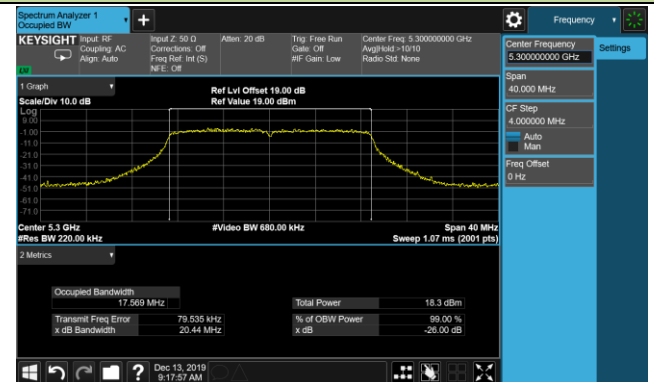 Spectrum Analyzer 1
Occupied BW
Frequency
KEYSIGHT
Input: RF
Coupling: AC
Align: Auto
Input Z: 50 Ω
Corrections: Off
Freq Ref: Int (S)
NFE: Off
Atten: 20 dB
Trig: Free Run
Gate: Off
#IF Gain: Low
Center Freq: 5.300000000 GHz
Avg|Hold:>10/10
Radio Std: None
Center Frequency
5.300000000 GHz
Settings
Span
40.000 MHz
CF Step
4.000000 MHz
Auto
Man
Freq Offset
0 Hz
1 Graph
Scale/Div 10.0 dB
Ref Lvl Offset 19.00 dB
Ref Value 19.00 dBm
Log
9.00
-1.00
-11.0
-21.0
-31.0
-41.0
-51.0
-61.0
-71.0
Center 5.3 GHz
#Video BW 680.00 kHz
Span 40 MHz
#Res BW 220.00 kHz
Sweep 1.07 ms (2001 pts)
2 Metrics
Occupied Bandwidth
17.569 MHz
Total Power
18.3 dBm
Transmit Freq Error
79.535 kHz
% of OBW Power
99.00 %
x dB Bandwidth
20.44 MHz
x dB
-26.00 dB
Dec 13, 2019
9:17:57 AM